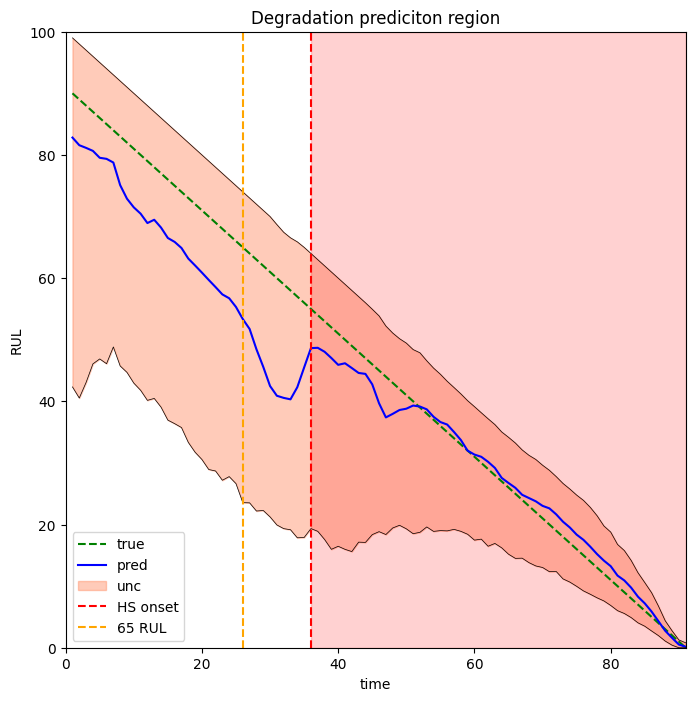 Degradation prediciton region
100
80
60
40
20
0
RUL
true
pred
unc
HS onset
65 RUL
0 20 40 60 80
time